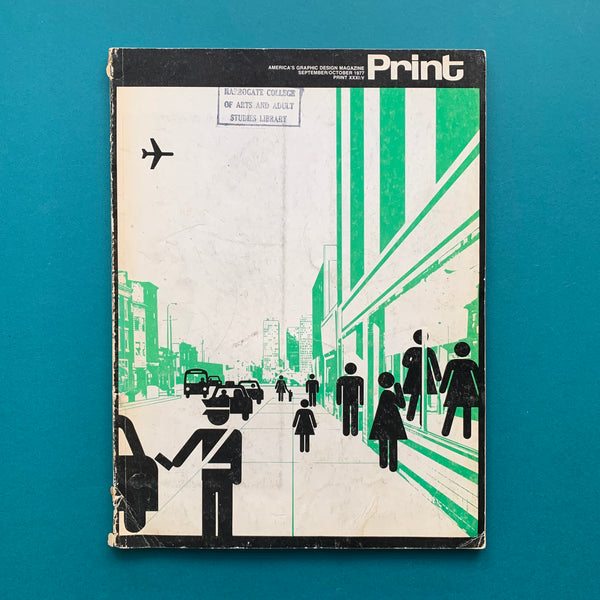 AMERICA'S GRAPHIC DESIGN MAGAZINE
SEPTEMBER/OCTOBER 1977
PRINT XXXI:V
Print
HARROGATE COLLEGE
OF ARTS AND ADULT
STUDIES LIBRARY